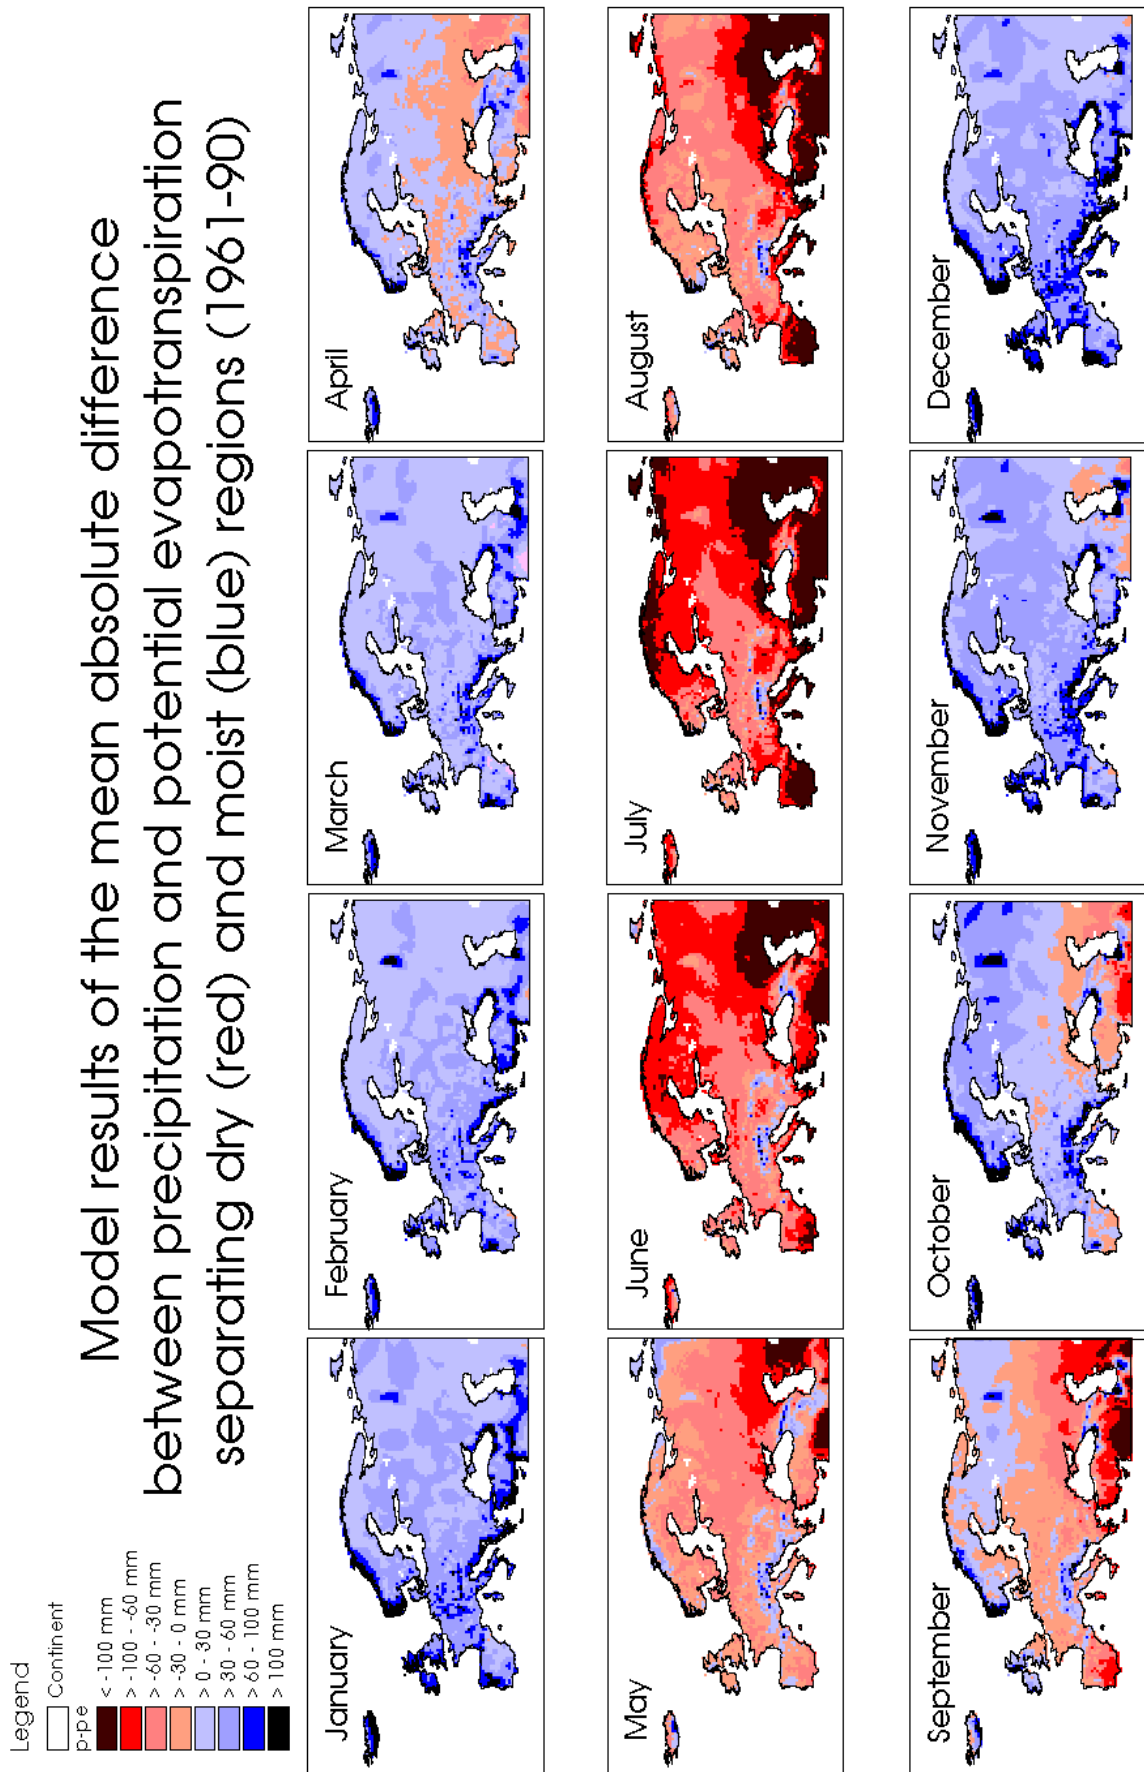 Model results of the mean absolute difference
between precipitation and potential evapotranspiration
separating dry (red) and moist (blue) regions (1961-90)
Legend
Continent
p-pe
< -100 mm
> -100 - -60 mm
> -60 - -30 mm
> -30 - 0 mm
> 0 - 30 mm
> 30 - 60 mm
> 60 - 100 mm
> 100 mm
January
February
March
April
May
June
July
August
September
October
November
December